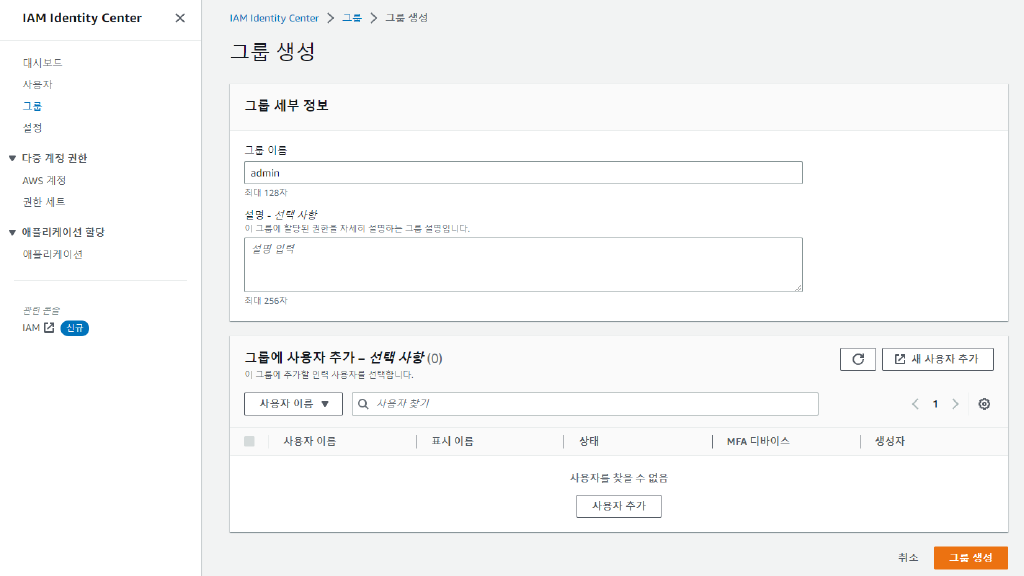 IAM Identity Center
대시보드
사용자
그룹
설정
다중 계정 권한
AWS 계정
권한 세트
애플리케이션 할당
애플리케이션
관련 콘솔
IAM 신규
IAM Identity Center 그룹 그룹 생성
그룹 생성
그룹 세부 정보
그룹 이름
admin
최대 128자
설명 - 선택 사항
이 그룹에 할당된 권한을 자세히 설명하는 그룹 설명입니다.
설명 입력
최대 256자
그룹에 사용자 추가 – 선택 사항 (0)
이 그룹에 추가할 인력 사용자를 선택합니다.
새 사용자 추가
사용자 이름 사용자 찾기 1
사용자 이름 표시 이름 상태 MFA 디바이스 생성자
사용자를 찾을 수 없음
사용자 추가
취소 그룹 생성